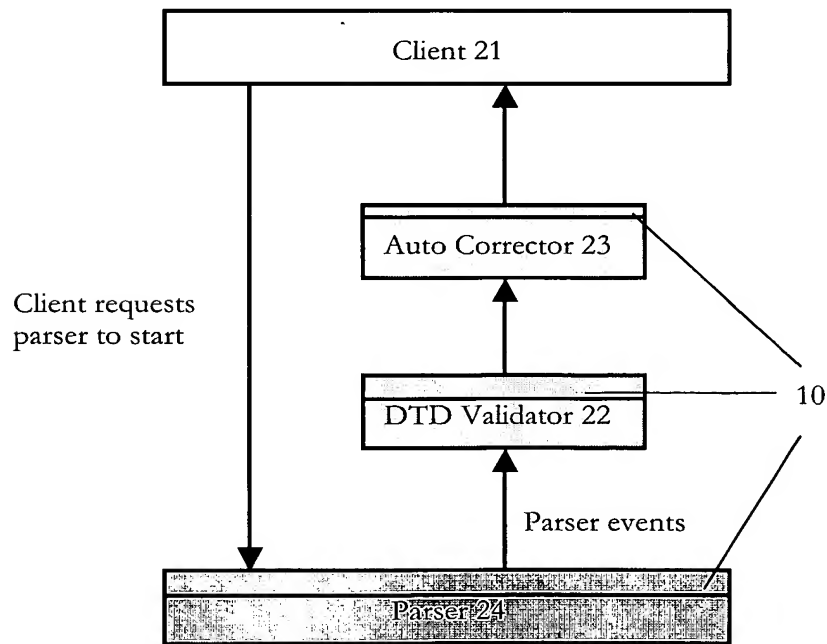 Client 21
Auto Corrector 23
Client requests
parser to start
10
DTD Validator 22
Parser events
Parser 24